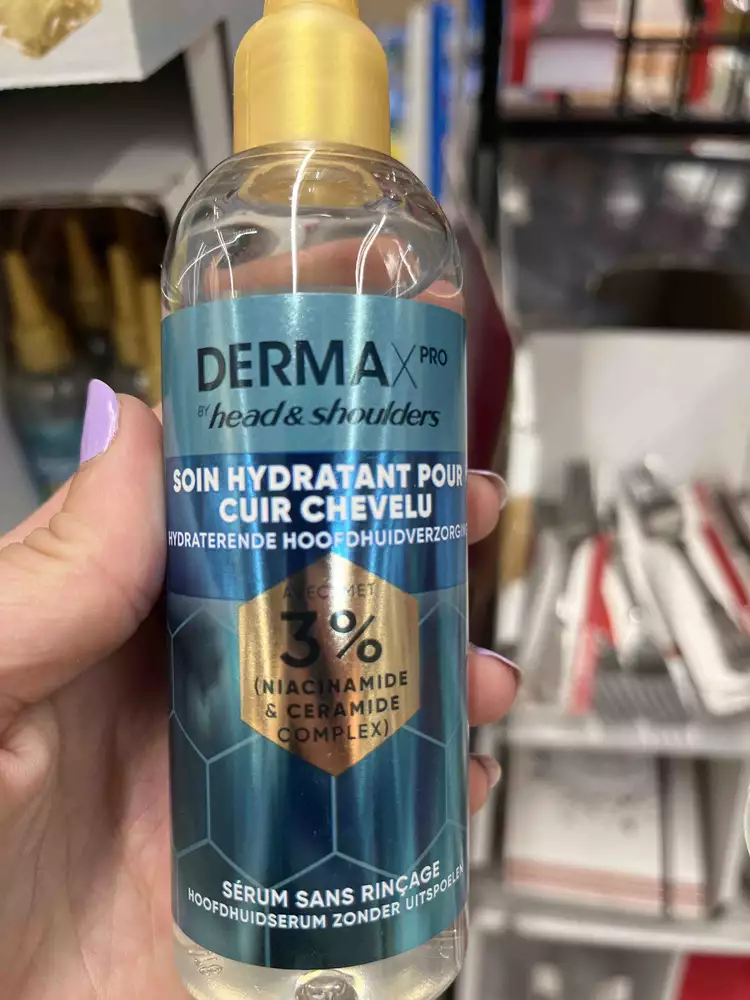 DERMAX PRO
BY head & shoulders
SOIN HYDRATANT POUR
CUIR CHEVELU
HYDRATERENDE HOOFDHUIDVERZORGING
AVEC/MET
3%
(NIACINAMIDE
& CERAMIDE
COMPLEX)
SÉRUM SANS RINÇAGE
HOOFDHUIDSERUM ZONDER UITSPOELEN